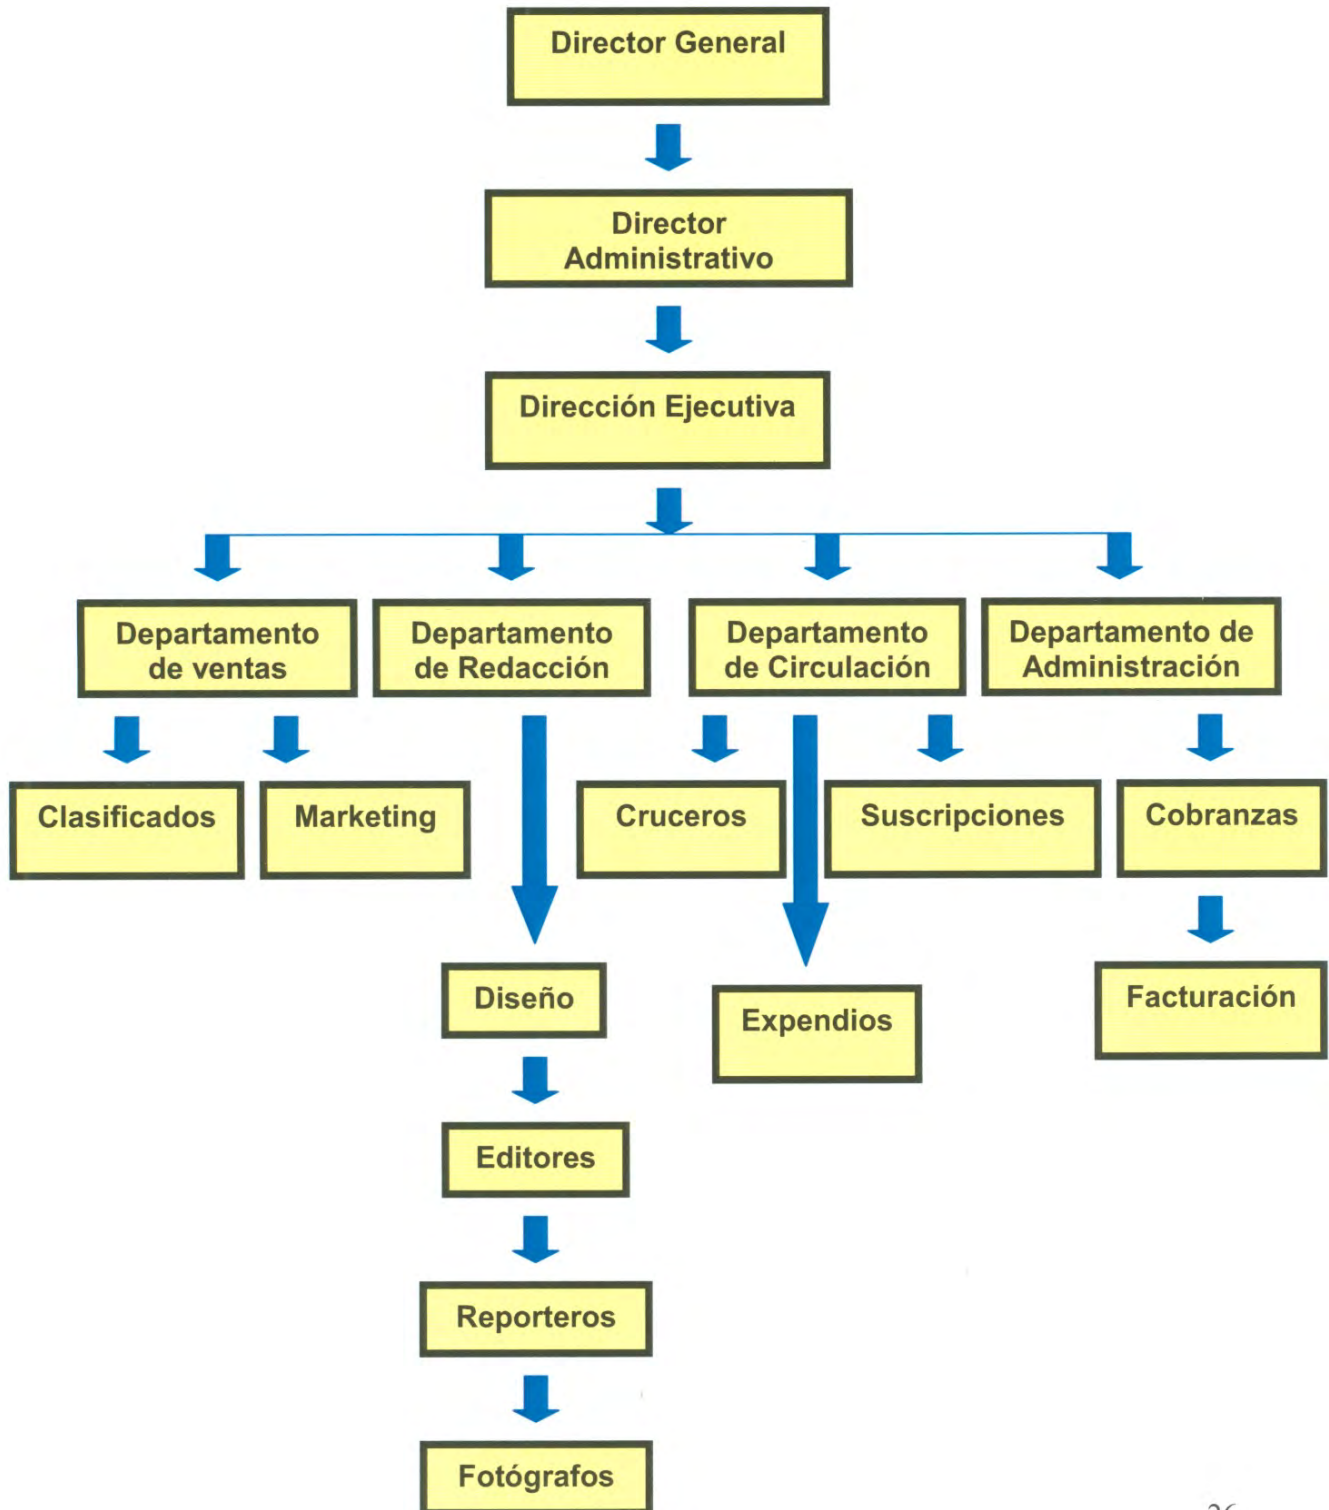 Director General
Director
Administrativo
Dirección Ejecutiva
Departamento
de ventas
Departamento
de Redacción
Departamento
de Circulación
Departamento de
Administración
Clasificados
Marketing
Cruceros
Suscripciones
Cobranzas
Diseño
Expendios
Facturación
Editores
Reporteros
Fotógrafos